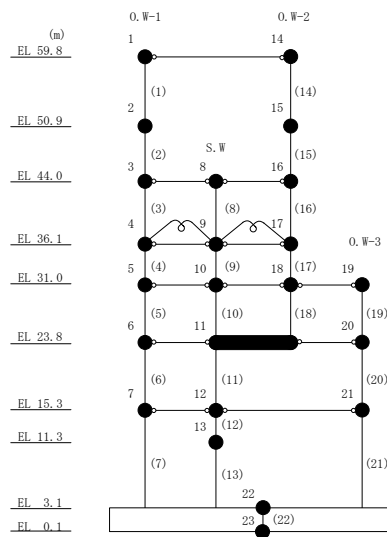 O.W-1 O.W-2
(m)
EL 59.8 1 14
(1) (14)
EL 50.9 2 15
(2) S.W (15)
EL 44.0 3 8 16
(3) (8) (16)
EL 36.1 4 9 17 O.W-3
(4) (9) (17)
EL 31.0 5 10 18 19
(5) (10) (18) (19)
EL 23.8 6 11 20
(6) (11) (20)
EL 15.3 7 12 21
(12)
EL 11.3 13
(7) (13) (21)
EL 3.1 22
(22)
EL 0.1 23